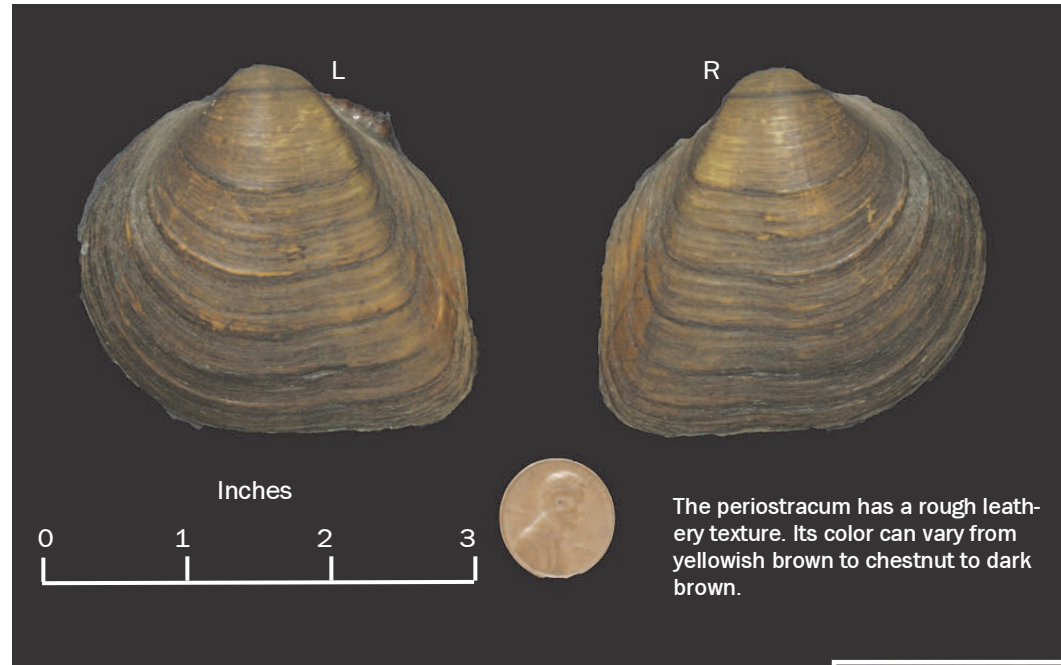 L
R
Inches
0 1 2 3
The periostracum has a rough leath-
ery texture. Its color can vary from
yellowish brown to chestnut to dark
brown.